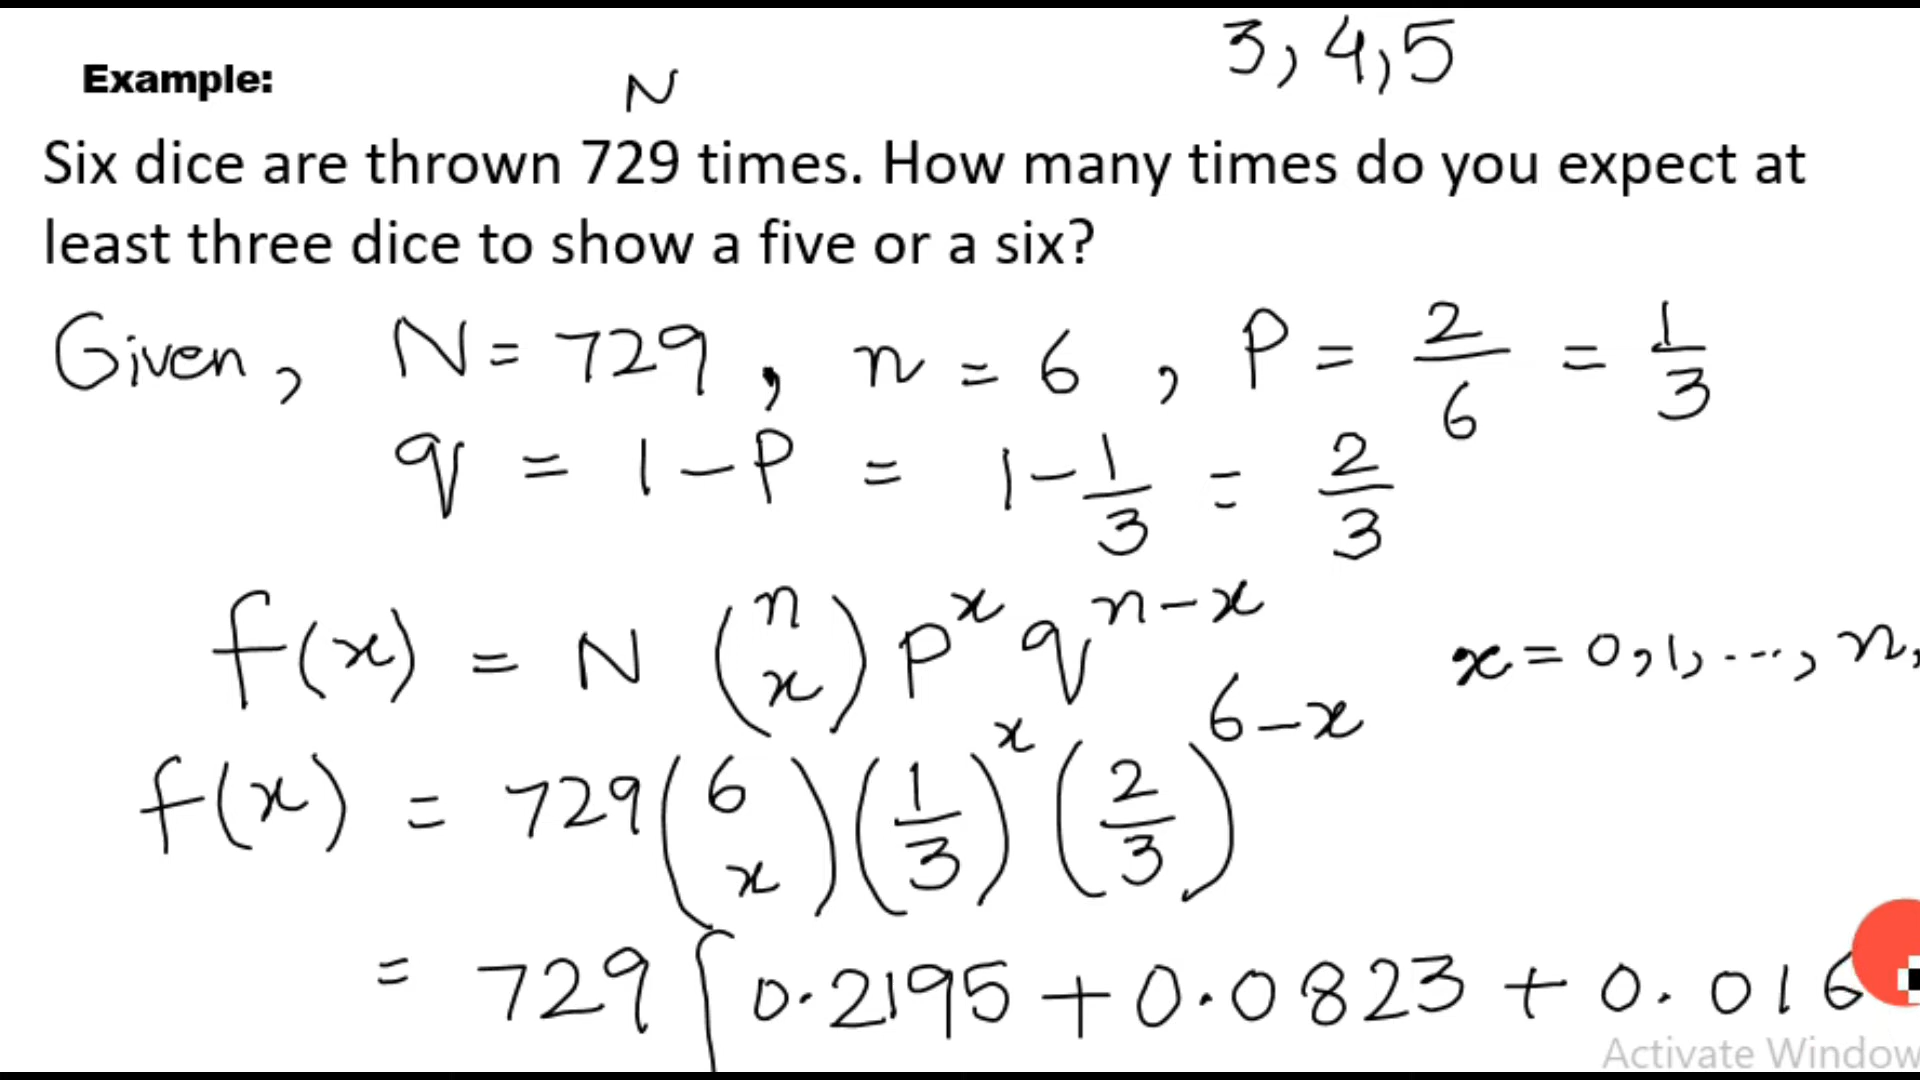 3, 4, 5
Example:
N
Six dice are thrown 729 times. How many times do you expect at
least three dice to show a five or a six?
Given, N = 729, n = 6, P = 2/6 = 1/3
q = 1 - P = 1 - 1/3 = 2/3
f(x) = N (n x) P^x q^(n-x) x = 0, 1, ..., n,
f(x) = 729 (6 x) (1/3)^x (2/3)^(6-x)
= 729 [0.2195 + 0.0823 + 0.016
Activate Window